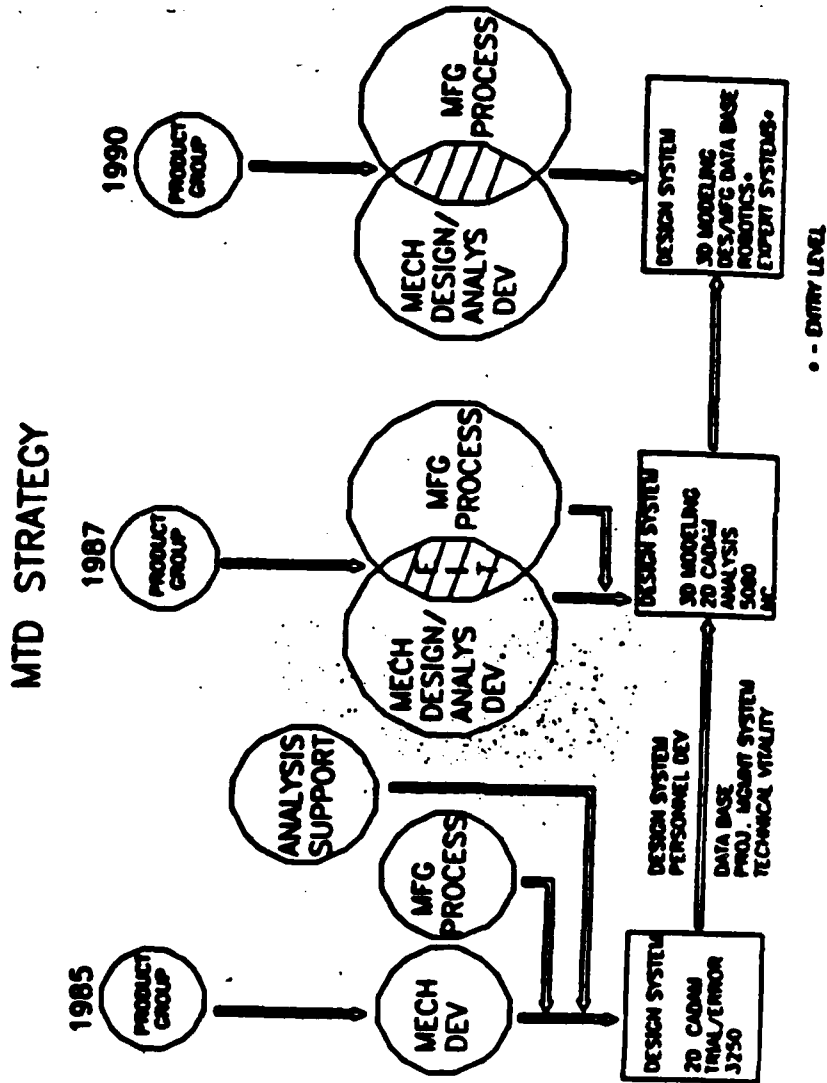 MTD STRATEGY
1985
PRODUCT
GROUP
MECH
DEV
MFG
PROCESS
ANALYSIS
SUPPORT
DESIGN SYSTEM
2D CADAM
TRIAL/ERROR
3250
DESIGN SYSTEM
PERSONNEL DEV
DATA BASE
PROJ. MGMNT SYSTEM
TECHNICAL VITALITY
1987
PRODUCT
GROUP
MECH
DESIGN/
ANALYS
DEV.
E I T
MFG
PROCESS
DESIGN SYSTEM
3D MODELING
2D CADAM
ANALYSIS
5080
NC
1990
PRODUCT
GROUP
MECH
DESIGN/
ANALYS
DEV
MFG
PROCESS
DESIGN SYSTEM
3D MODELING
DES/MFG DATA BASE
ROBOTICS*
EXPERT SYSTEMS*
* - ENTRY LEVEL